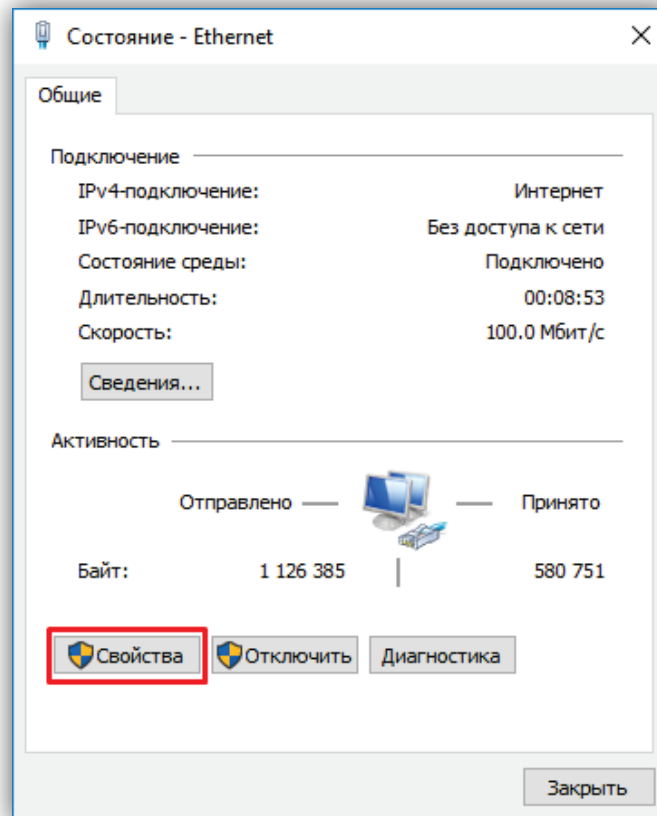 Состояние - Ethernet
Общие
Подключение
IPv4-подключение: Интернет
IPv6-подключение: Без доступа к сети
Состояние среды: Подключено
Длительность: 00:08:53
Скорость: 100.0 Мбит/с
Сведения...
Активность
Отправлено Принято
Байт: 1 126 385 580 751
Свойства Отключить Диагностика
Закрыть